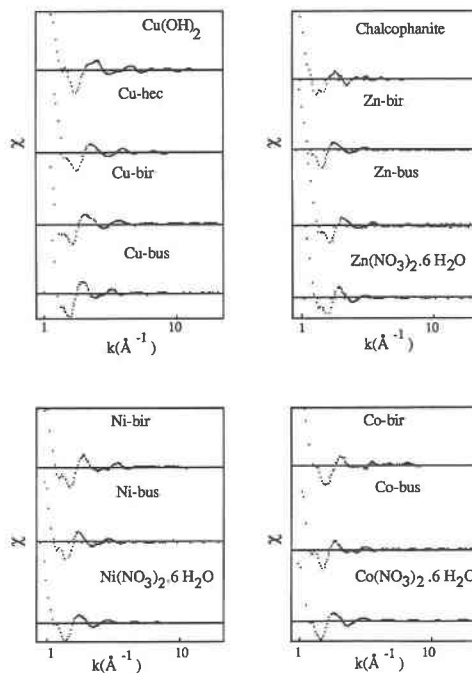 Cu(OH)2
Cu-hec
Cu-bir
Cu-bus
χ
1 10
k(Å -1)
Chalcophanite
Zn-bir
Zn-bus
Zn(NO3)2.6 H2O
χ
1 10
k(Å -1)
Ni-bir
Ni-bus
Ni(NO3)2.6 H2O
χ
1 10
k(Å -1)
Co-bir
Co-bus
Co(NO3)2.6 H2O
χ
1 10
k(Å -1)